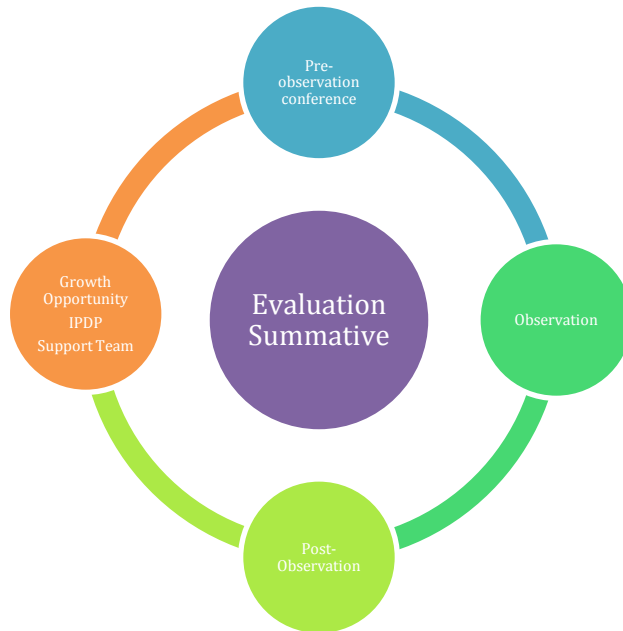 Pre-
observation
conference
Growth
Opportunity
IPDP
Support Team
Evaluation
Summative
Observation
Post-
Observation